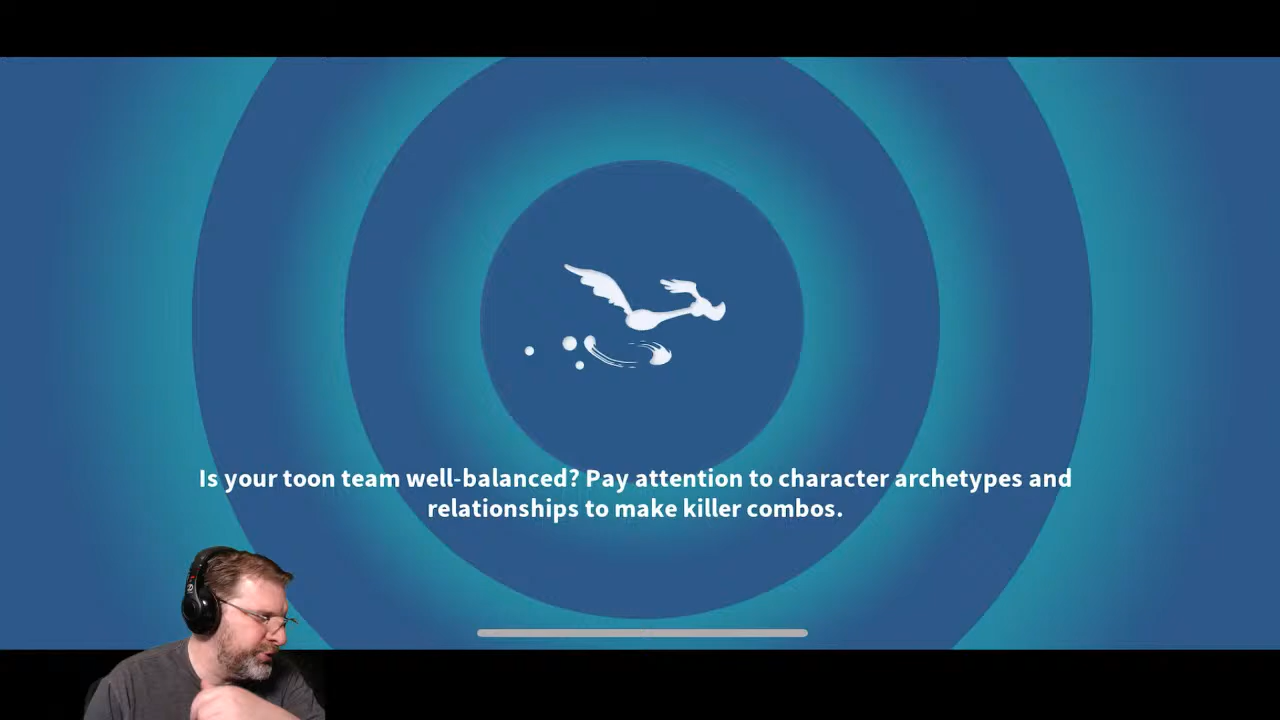 Is your toon team well-balanced? Pay attention to character archetypes and
relationships to make killer combos.